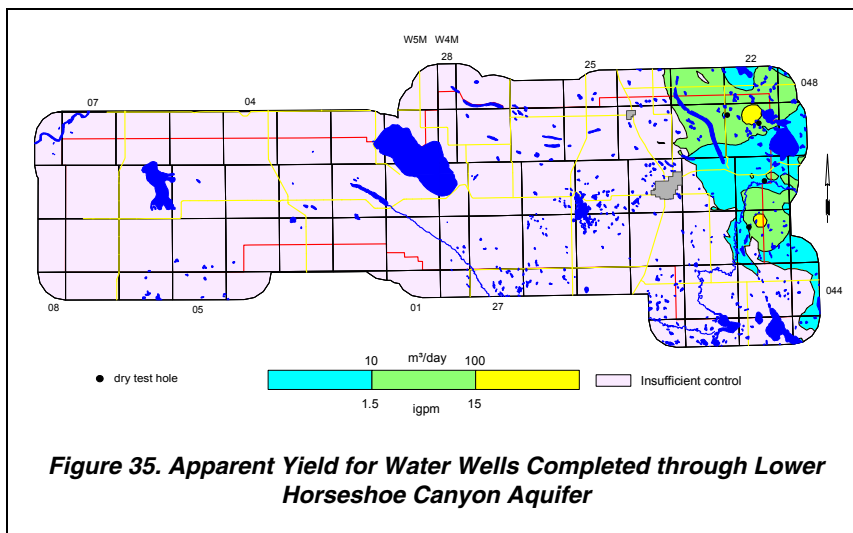 W5M W4M
28
25
22
048
07
04
044
08
05
01
27
m³/day
10
100
dry test hole
Insufficient control
1.5
igpm
15
Figure 35. Apparent Yield for Water Wells Completed through Lower
Horseshoe Canyon Aquifer